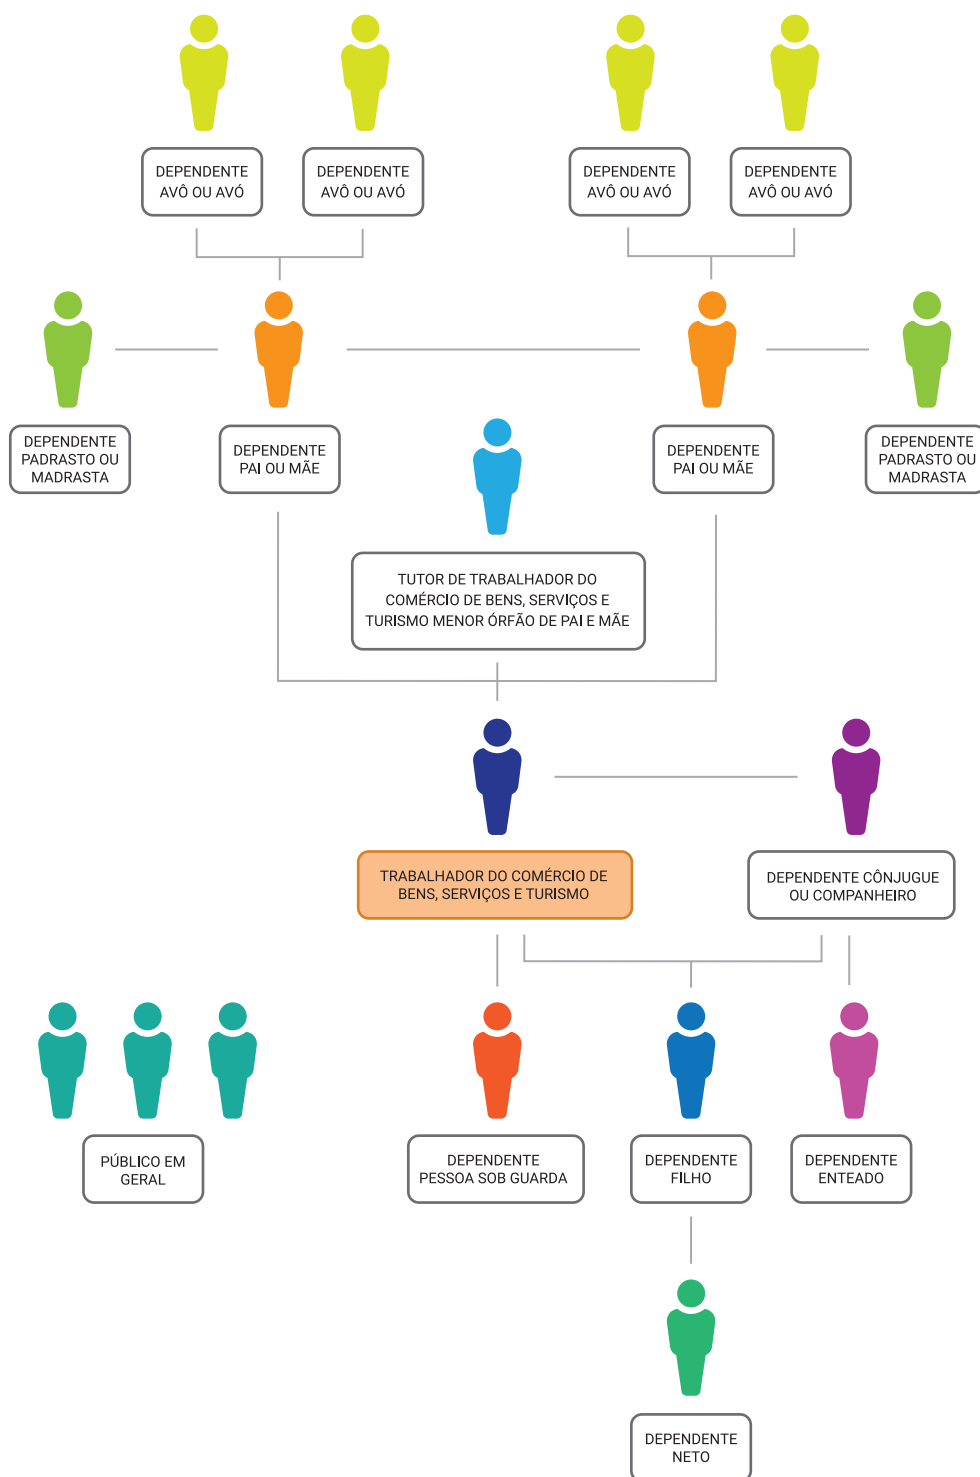 DEPENDENTE
AVÔ OU AVÓ
DEPENDENTE
AVÔ OU AVÓ
DEPENDENTE
AVÔ OU AVÓ
DEPENDENTE
AVÔ OU AVÓ
DEPENDENTE
PADRASTO OU
MADRASTA
DEPENDENTE
PAI OU MÃE
DEPENDENTE
PAI OU MÃE
DEPENDENTE
PADRASTO OU
MADRASTA
TUTOR DE TRABALHADOR DO
COMÉRCIO DE BENS, SERVIÇOS E
TURISMO MENOR ÓRFÃO DE PAI E MÃE
TRABALHADOR DO COMÉRCIO DE
BENS, SERVIÇOS E TURISMO
DEPENDENTE CÔNJUGUE
OU COMPANHEIRO
PÚBLICO EM
GERAL
DEPENDENTE
PESSOA SOB GUARDA
DEPENDENTE
FILHO
DEPENDENTE
ENTEADO
DEPENDENTE
NETO